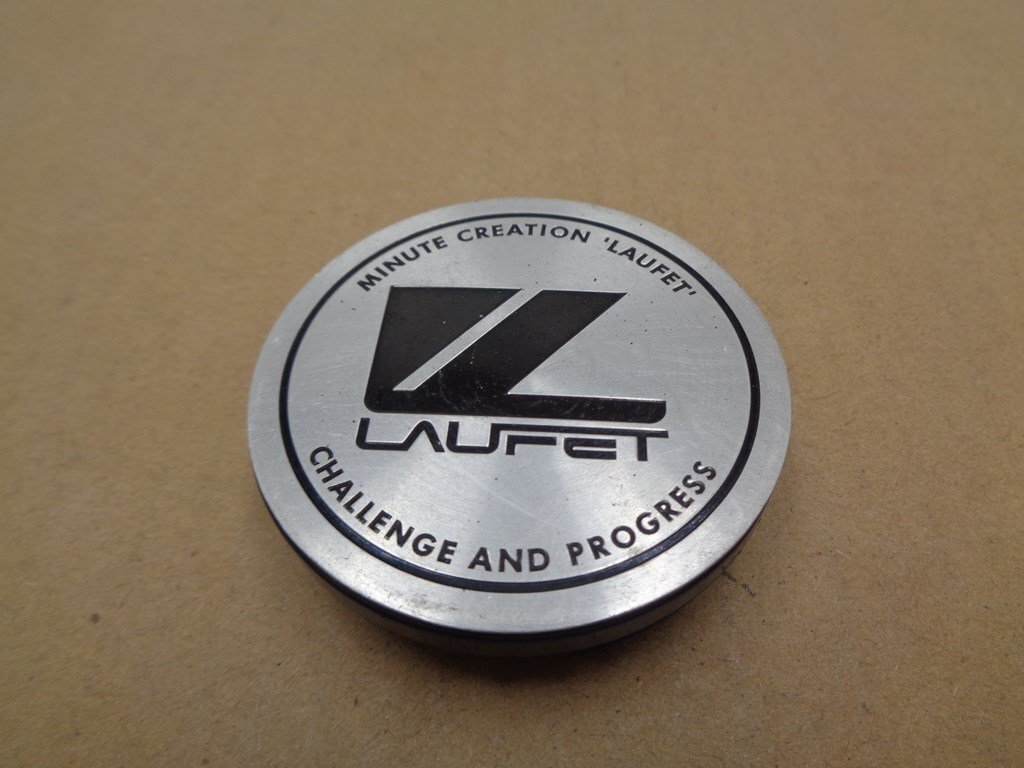 MINUTE CREATION 'LAUFET'
LAUFET
CHALLENGE AND PROGRESS